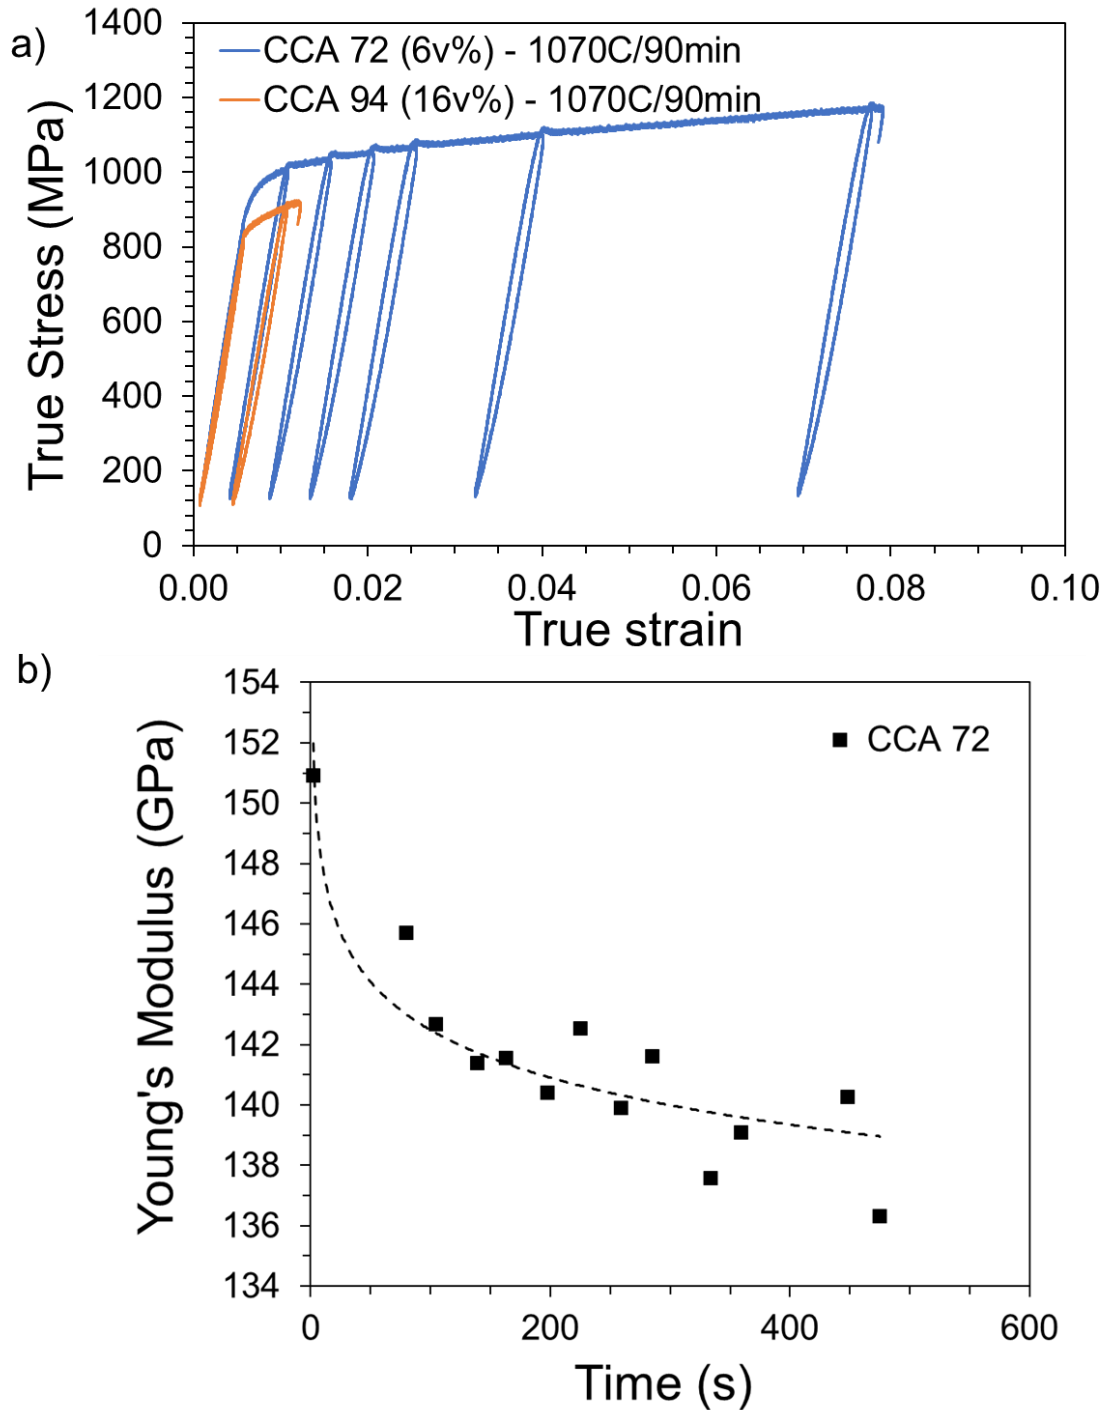 a)
CCA 72 (6v%) - 1070C/90min
CCA 94 (16v%) - 1070C/90min
True Stress (MPa)
1400
1200
1000
800
600
400
200
0
0.00 0.02 0.04 0.06 0.08 0.10
True strain
b)
CCA 72
Young's Modulus (GPa)
154
152
150
148
146
144
142
140
138
136
134
0 200 400 600
Time (s)